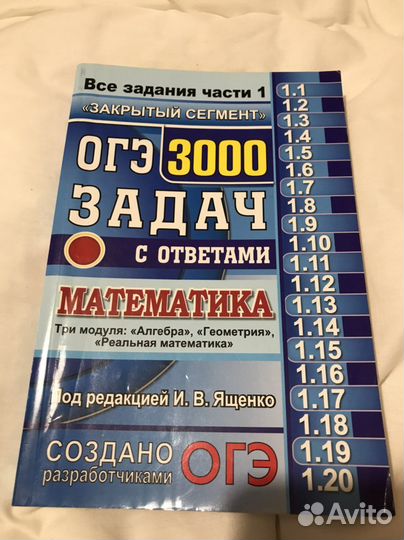 Все задания части 1
«ЗАКРЫТЫЙ СЕГМЕНТ»
ОГЭ 3000
ЗАДАЧ
С ОТВЕТАМИ
МАТЕМАТИКА
Три модуля: «Алгебра», «Геометрия»,
«Реальная математика»
Под редакцией И. В. Ященко
СОЗДАНО
разработчиками
ОГЭ
1.1
1.2
1.3
1.4
1.5
1.6
1.7
1.8
1.9
1.10
1.11
1.12
1.13
1.14
1.15
1.16
1.17
1.18
1.19
1.20
Avito